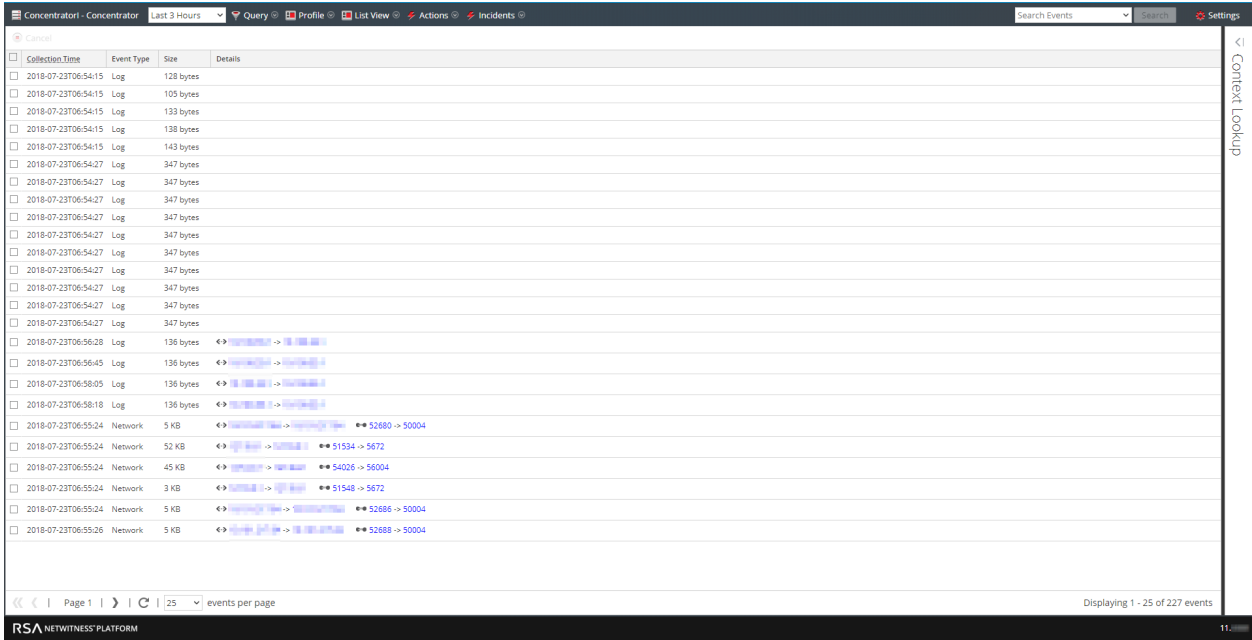 ConcentratorI - Concentrator Last 3 Hours Query Profile List View Actions Incidents Search Events Search Settings
Cancel
Collection Time Event Type Size Details
2018-07-23T06:54:15 Log 128 bytes
2018-07-23T06:54:15 Log 105 bytes
2018-07-23T06:54:15 Log 133 bytes
2018-07-23T06:54:15 Log 138 bytes
2018-07-23T06:54:15 Log 143 bytes
2018-07-23T06:54:27 Log 347 bytes
2018-07-23T06:54:27 Log 347 bytes
2018-07-23T06:54:27 Log 347 bytes
2018-07-23T06:54:27 Log 347 bytes
2018-07-23T06:54:27 Log 347 bytes
2018-07-23T06:54:27 Log 347 bytes
2018-07-23T06:54:27 Log 347 bytes
2018-07-23T06:54:27 Log 347 bytes
2018-07-23T06:54:27 Log 347 bytes
2018-07-23T06:54:27 Log 347 bytes
2018-07-23T06:56:28 Log 136 bytes ->
2018-07-23T06:56:45 Log 136 bytes ->
2018-07-23T06:58:05 Log 136 bytes ->
2018-07-23T06:58:18 Log 136 bytes ->
2018-07-23T06:55:24 Network 5 KB -> 52680 -> 50004
2018-07-23T06:55:24 Network 52 KB -> 51534 -> 5672
2018-07-23T06:55:24 Network 45 KB -> 54026 -> 56004
2018-07-23T06:55:24 Network 3 KB -> 51548 -> 5672
2018-07-23T06:55:24 Network 5 KB -> 52686 -> 50004
2018-07-23T06:55:26 Network 5 KB -> 52688 -> 50004
Page 1 25 events per page Displaying 1 - 25 of 227 events
RSA NETWITNESS® PLATFORM 11.
Context Lookup